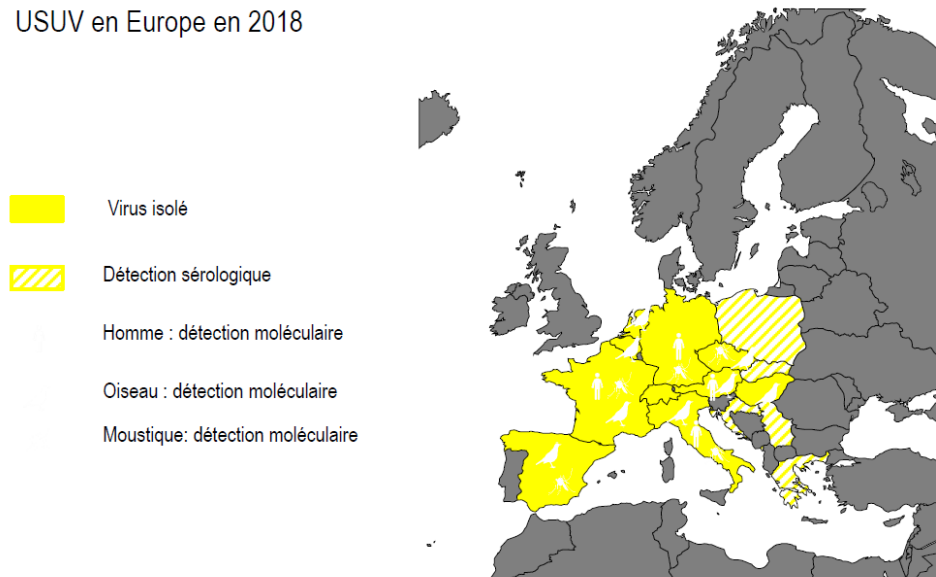 USUV en Europe en 2018
Virus isolé
Détection sérologique
Homme : détection moléculaire
Oiseau : détection moléculaire
Moustique: détection moléculaire